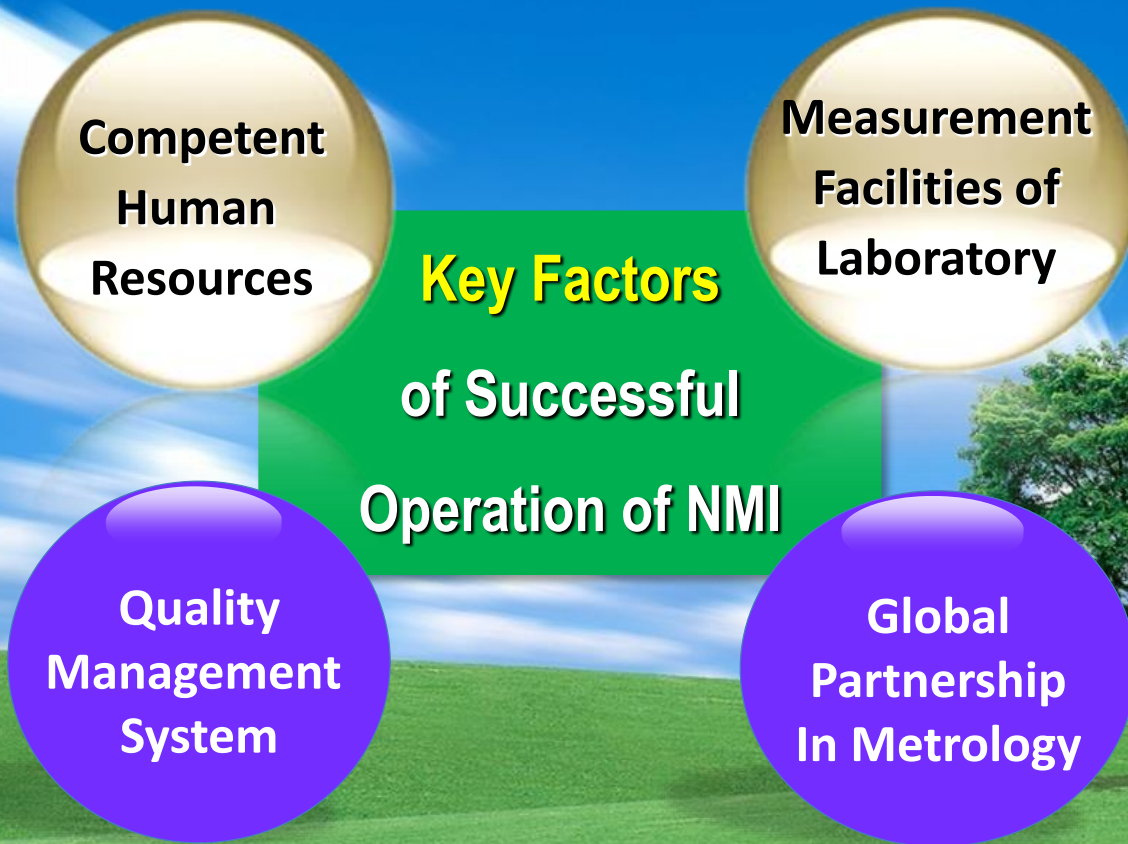 Competent
Human
Resources
Measurement
Facilities of
Laboratory
Key Factors
of Successful
Operation of NMI
Quality
Management
System
Global
Partnership
In Metrology